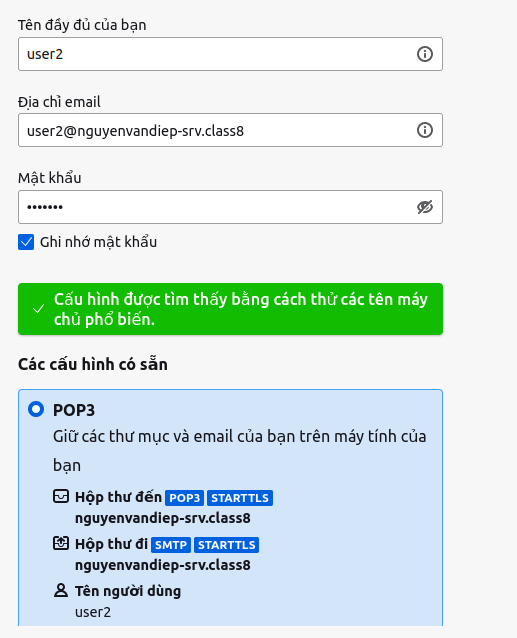 Tên đầy đủ của bạn
user2
Địa chỉ email
user2@nguyenvandiep-srv.class8
Mật khẩu
•••••••
Ghi nhớ mật khẩu
Cấu hình được tìm thấy bằng cách thử các tên máy
chủ phổ biến.
Các cấu hình có sẵn
POP3
Giữ các thư mục và email của bạn trên máy tính của
bạn
Hộp thư đến POP3 STARTTLS
nguyenvandiep-srv.class8
Hộp thư đi SMTP STARTTLS
nguyenvandiep-srv.class8
Tên người dùng
user2